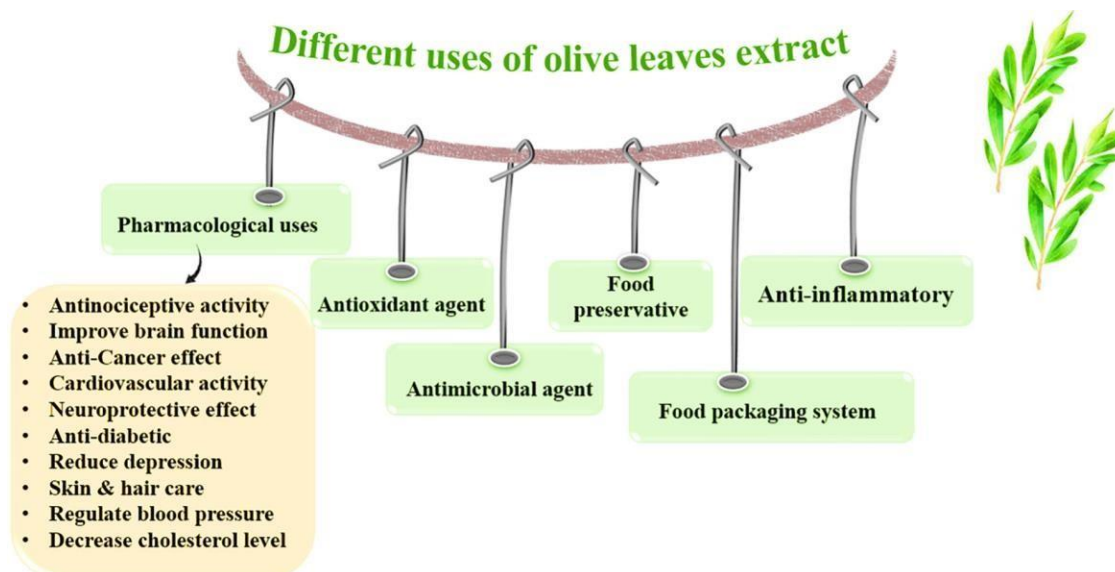 Different uses of olive leaves extract
Pharmacological uses
• Antinociceptive activity
• Improve brain function
• Anti-Cancer effect
• Cardiovascular activity
• Neuroprotective effect
• Anti-diabetic
• Reduce depression
• Skin & hair care
• Regulate blood pressure
• Decrease cholesterol level
Antioxidant agent
Antimicrobial agent
Food
preservative
Food packaging system
Anti-inflammatory